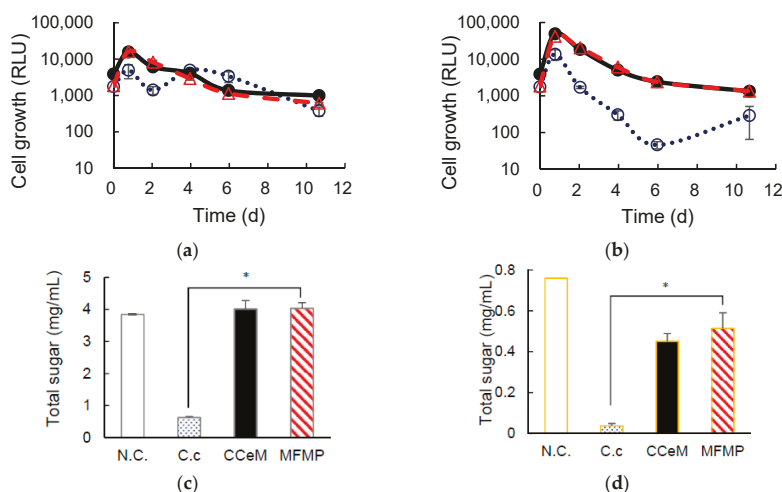 100,000
10,000
1,000
100
10
Cell growth (RLU)
0 2 4 6 8 10 12
Time (d)
(a)
100,000
10,000
1,000
100
10
Cell growth (RLU)
0 2 4 6 8 10 12
Time (d)
(b)
5
4
3
2
1
0
Total sugar (mg/mL)
*
N.C. C.c CCeM MFMP
(c)
0.8
0.6
0.4
0.2
0
Total sugar (mg/mL)
*
N.C. C.c CCeM MFMP
(d)